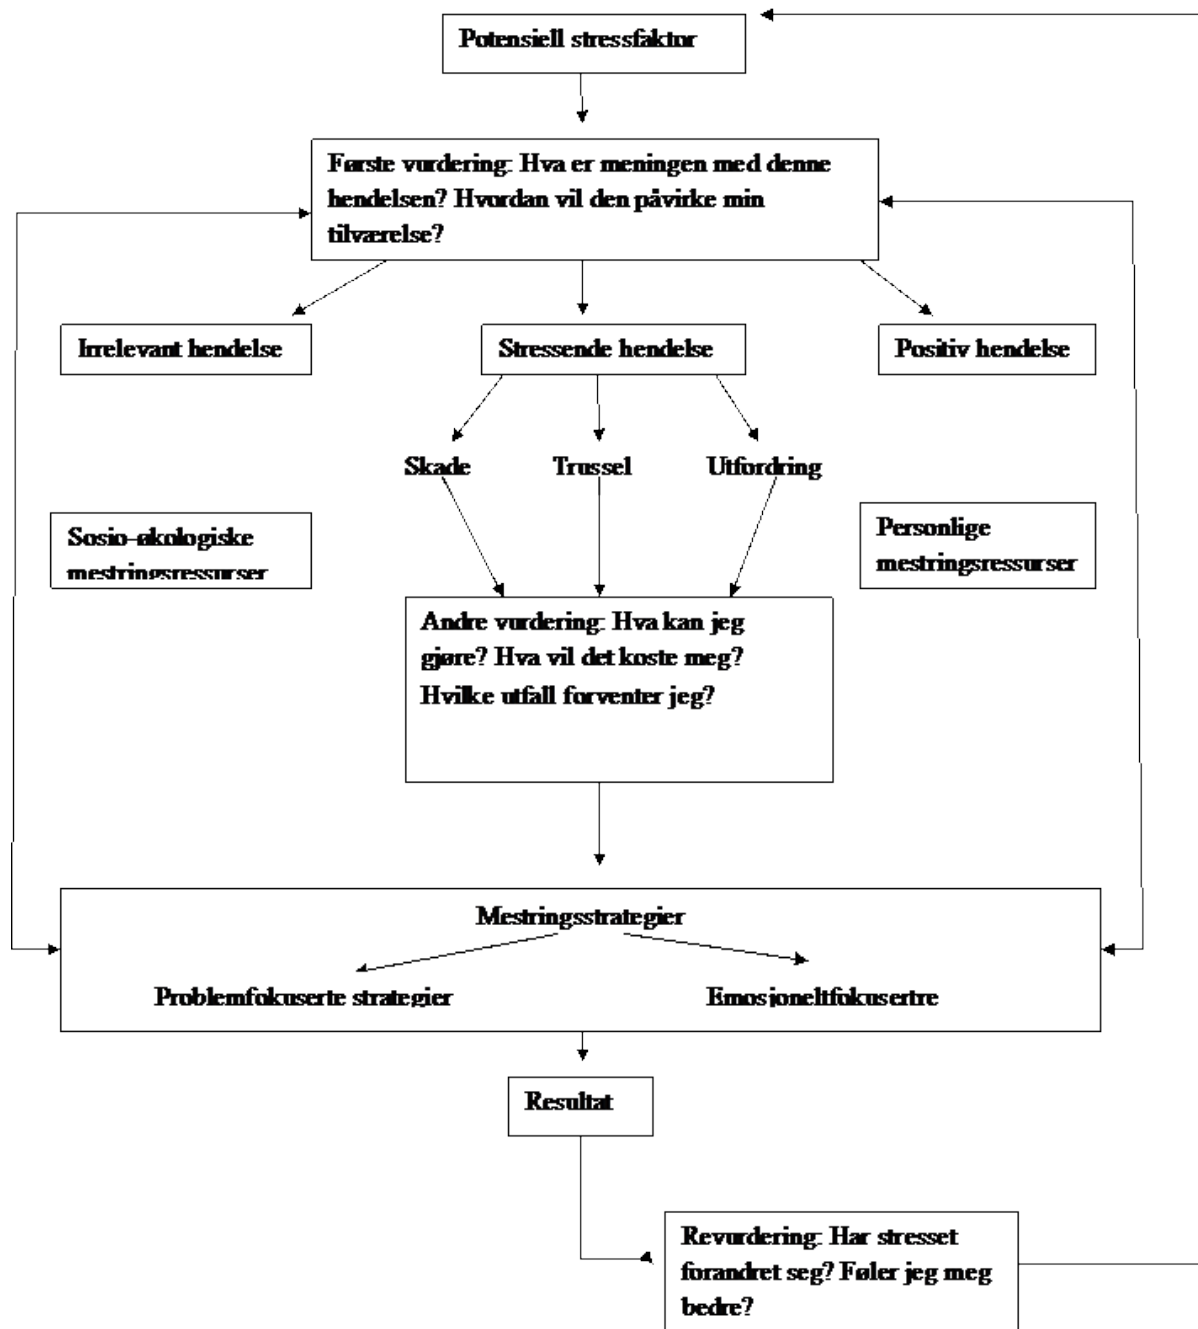 Potensiell stressfaktor
Første vurdering: Hva er meningen med denne
hendelsen? Hvordan vil den påvirke min
tilværelse?
Irrelevant hendelse
Stressende hendelse
Positiv hendelse
Skade
Trussel
Utfordring
Sosio-økologiske
mestringsressurser
Personlige
mestringsressurser
Andre vurdering: Hva kan jeg
gjøre? Hva vil det koste meg?
Hvilke utfall forventer jeg?
Mestringsstrategier
Problemfokuserte strategier
Emosjoneltfokusertre
Resultat
Revurdering: Har stresset
forandret seg? Føler jeg meg
bedre?